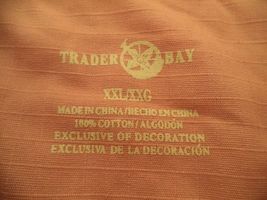 TRADER BAY
XXL/XXG
MADE IN CHINA/HECHO EN CHINA
100% COTTON/ALGODÓN
EXCLUSIVE OF DECORATION
EXCLUSIVA DE LA DECORACIÓN